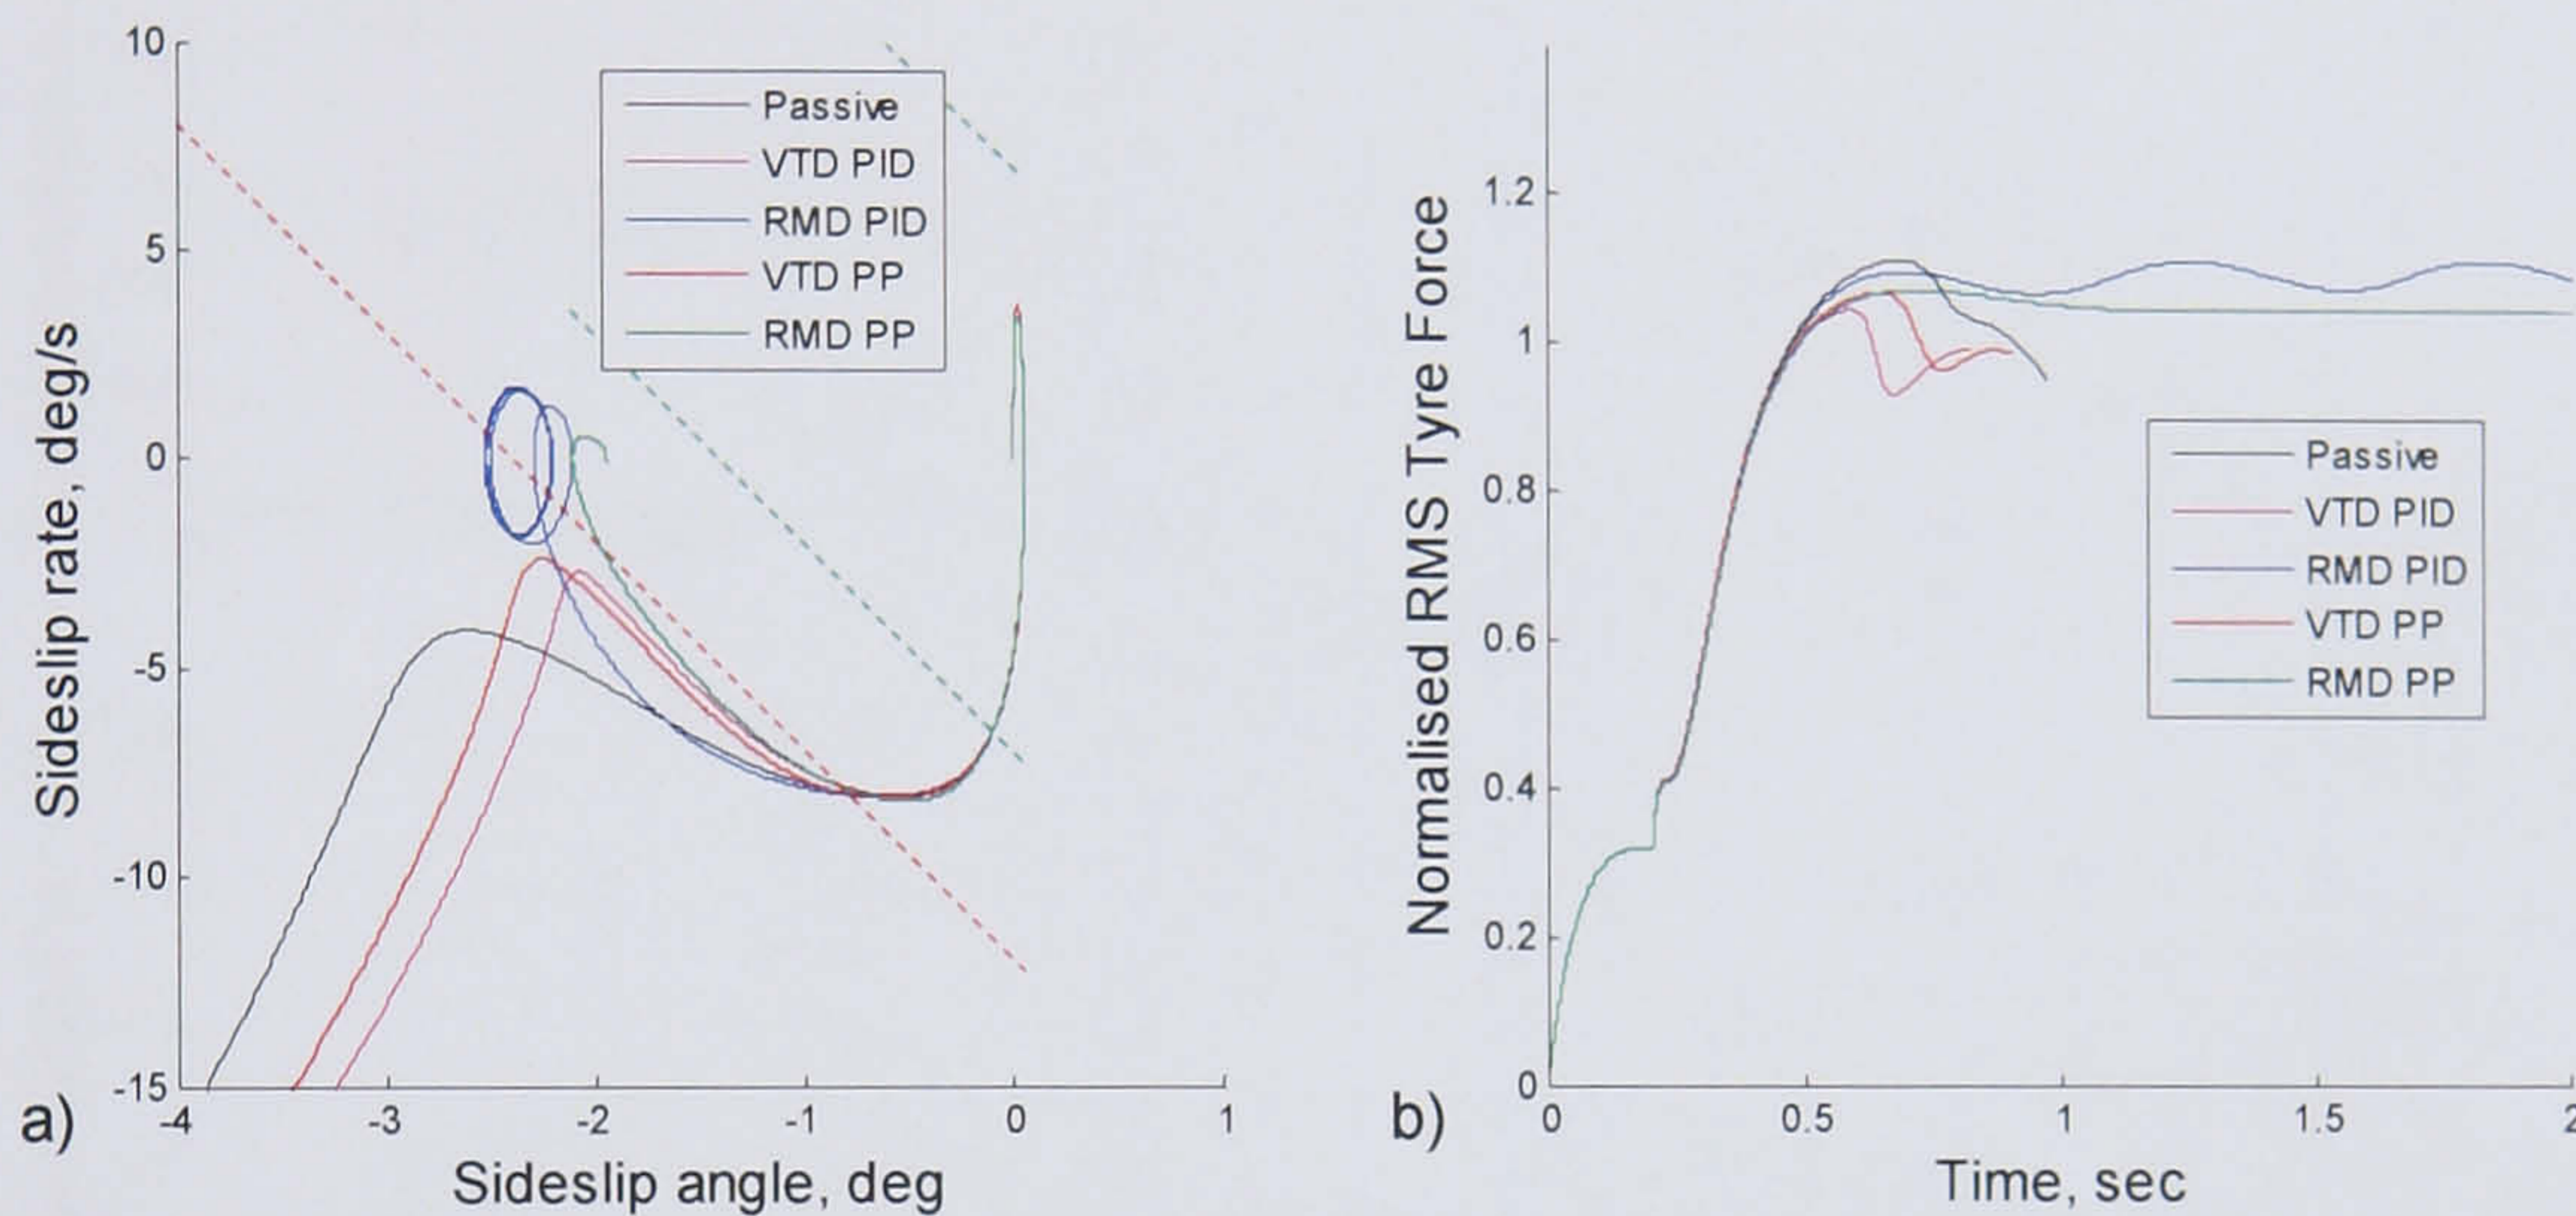 10
5
0
-5
-10
-15
-4
-3
-2
-1
0
1
Sideslip rate, deg/s
Sideslip angle, deg
a)
Passive
VTD PID
RMD PID
VTD PP
RMD PP
1.2
1
0.8
0.6
0.4
0.2
0
0
0.5
1
1.5
2
Normalised RMS Tyre Force
Time, sec
b)
Passive
VTD PID
RMD PID
VTD PP
RMD PP